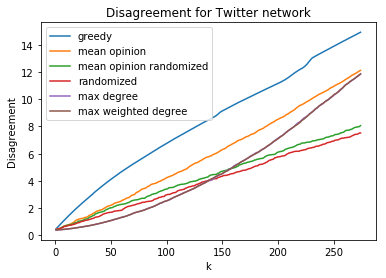 Disagreement for Twitter network
greedy
mean opinion
mean opinion randomized
randomized
max degree
max weighted degree
Disagreement
14
12
10
8
6
4
2
0
0
50
100
150
200
250
k